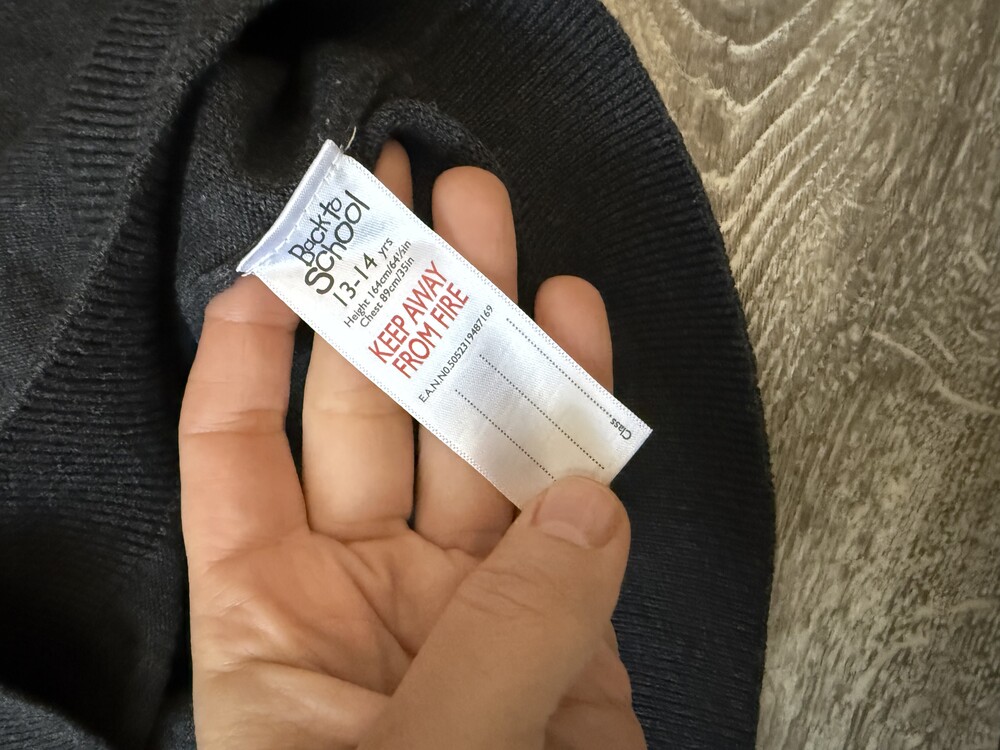 Back to
School
13-14 yrs
Height 164cm/64½in
Chest 89cm/35in
KEEP AWAY
FROM FIRE
E.A.N.NO.5052319487169
Class